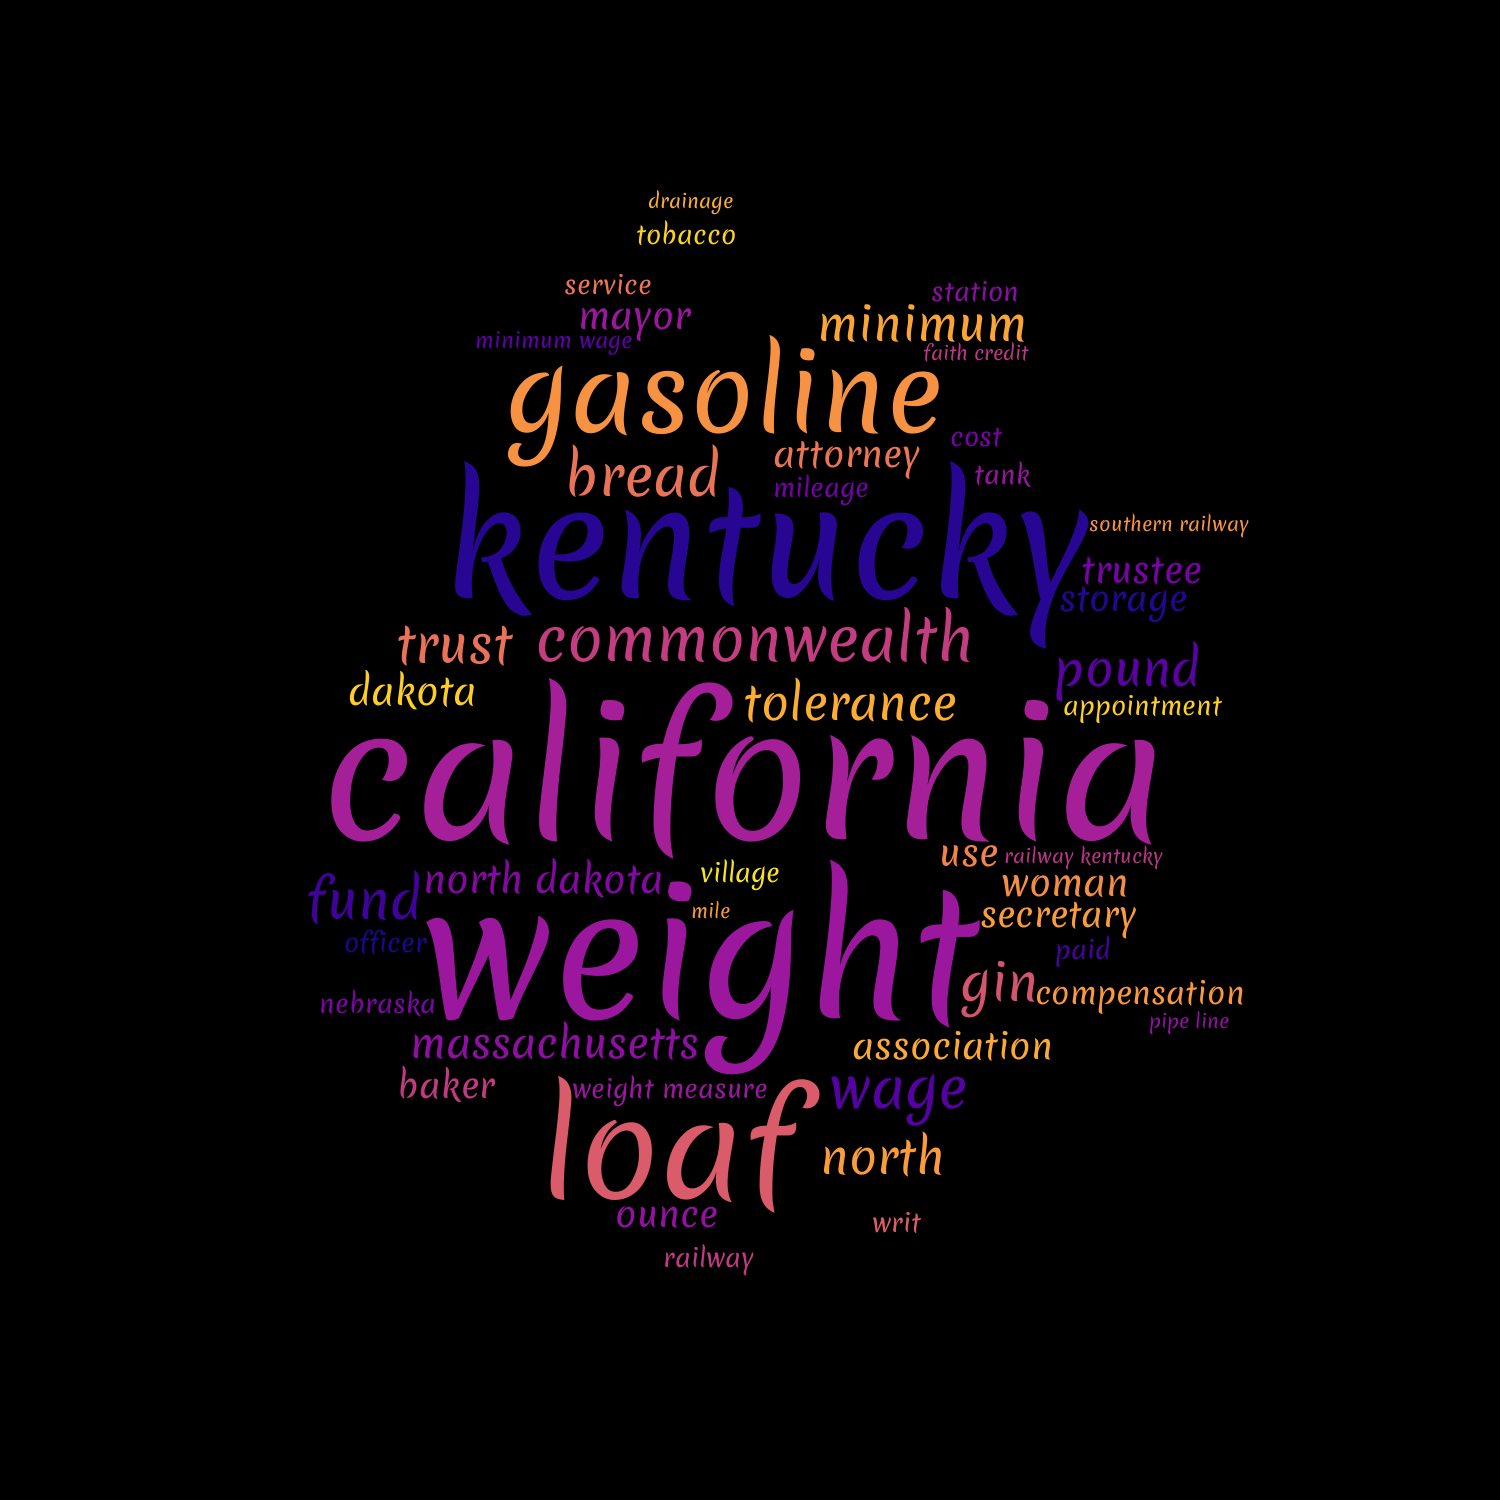 drainage
tobacco
service
station
mayor
minimum
minimum wage
faith credit
gasoline
cost
attorney
bread
tank
mileage
kentucky
southern railway
trustee
storage
trust
commonwealth
pound
dakota
tolerance
appointment
california
use
railway kentucky
village
north dakota
woman
fund
mile
secretary
officer
weight
paid
gin
compensation
nebraska
pipe line
massachusetts
association
baker
weight measure
wage
loaf
north
ounce
writ
railway